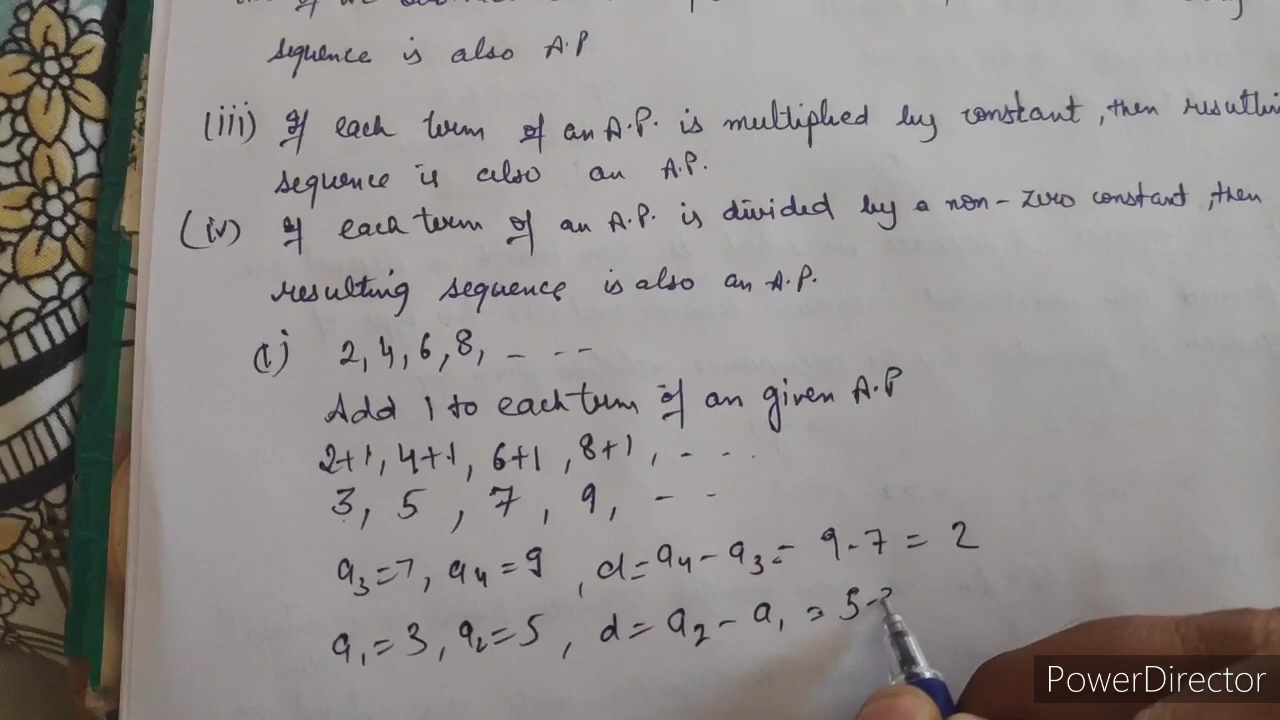 sequence is also A.P
(iii) If each term of an A.P. is multiplied by constant, then
sequence is also an A.P.
(iv) If each term of an A.P. is divided by a non-zero constant, then
resulting sequence is also an A.P.
(i) 2, 4, 6, 8, - - -
Add 1 to each term of an given A.P
2+1, 4+1, 6+1, 8+1, - - -
3, 5, 7, 9, - -
a₃=7, a₄=9, d=a₄-a₃= 9-7=2
a₁=3, a₂=5, d=a₂-a₁=5-
PowerDirector